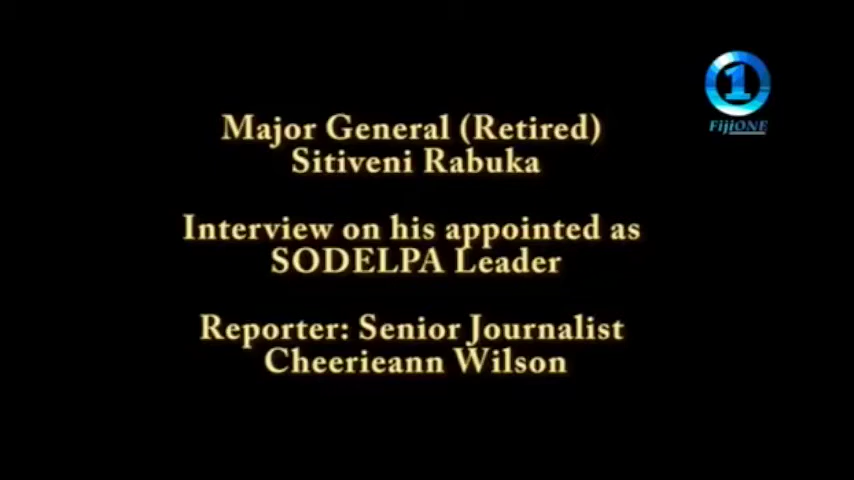 1
FijiONE
Major General (Retired)
Sitiveni Rabuka
Interview on his appointed as
SODELPA Leader
Reporter: Senior Journalist
Cheerieann Wilson